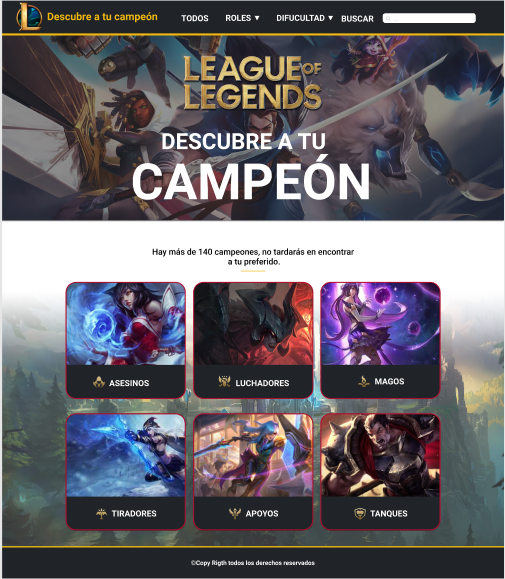 Descubre a tu campeón TODOS ROLES ▼ DIFUCULTAD ▼ BUSCAR
LEAGUE OF
LEGENDS
DESCUBRE A TU
CAMPEÓN
Hay más de 140 campeones, no tardarás en encontrar
a tu preferido.
ASESINOS LUCHADORES MAGOS
TIRADORES APOYOS TANQUES
©Copy Rigth todos los derechos reservados